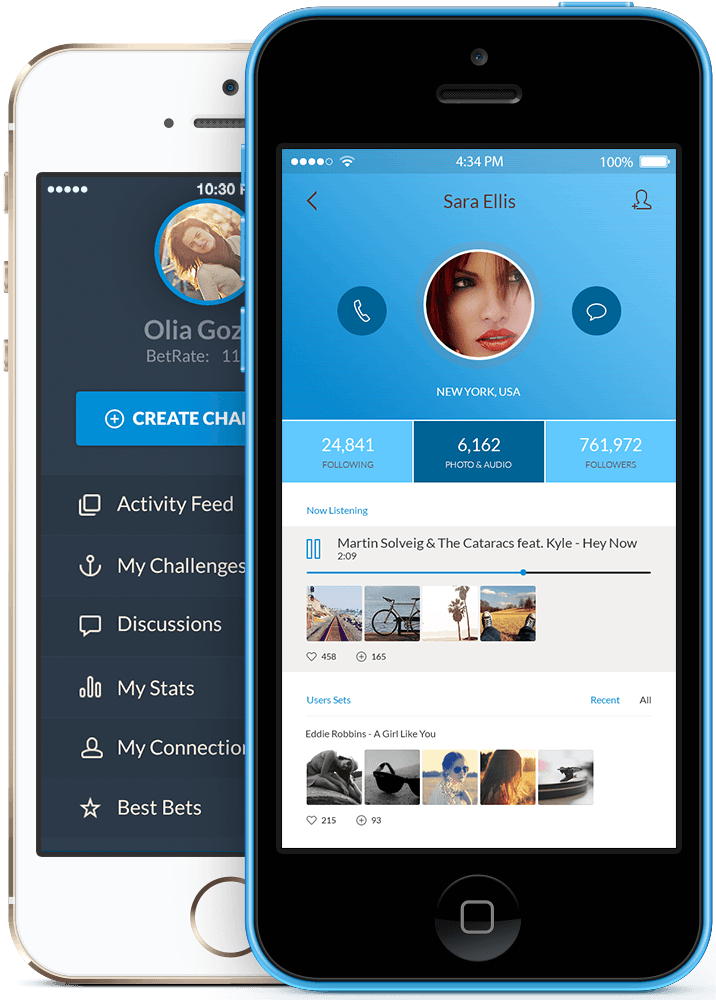 10:30
Olia
BetRate: 11
CREATE
Activity Feed
My Challenges
Discussions
My Stats
My
Best Bets
4:34 PM
100%
Sara Ellis
NEW YORK, USA
24,841
FOLLOWING
6,162
PHOTO & AUDIO
761,972
FOLLOWERS
Now Listening
Martin Solveig & The Cataracs feat. Kyle - Hey Now
2:09
458 165
Users Sets Recent All
Eddie Robbins - A Girl Like You
215 93